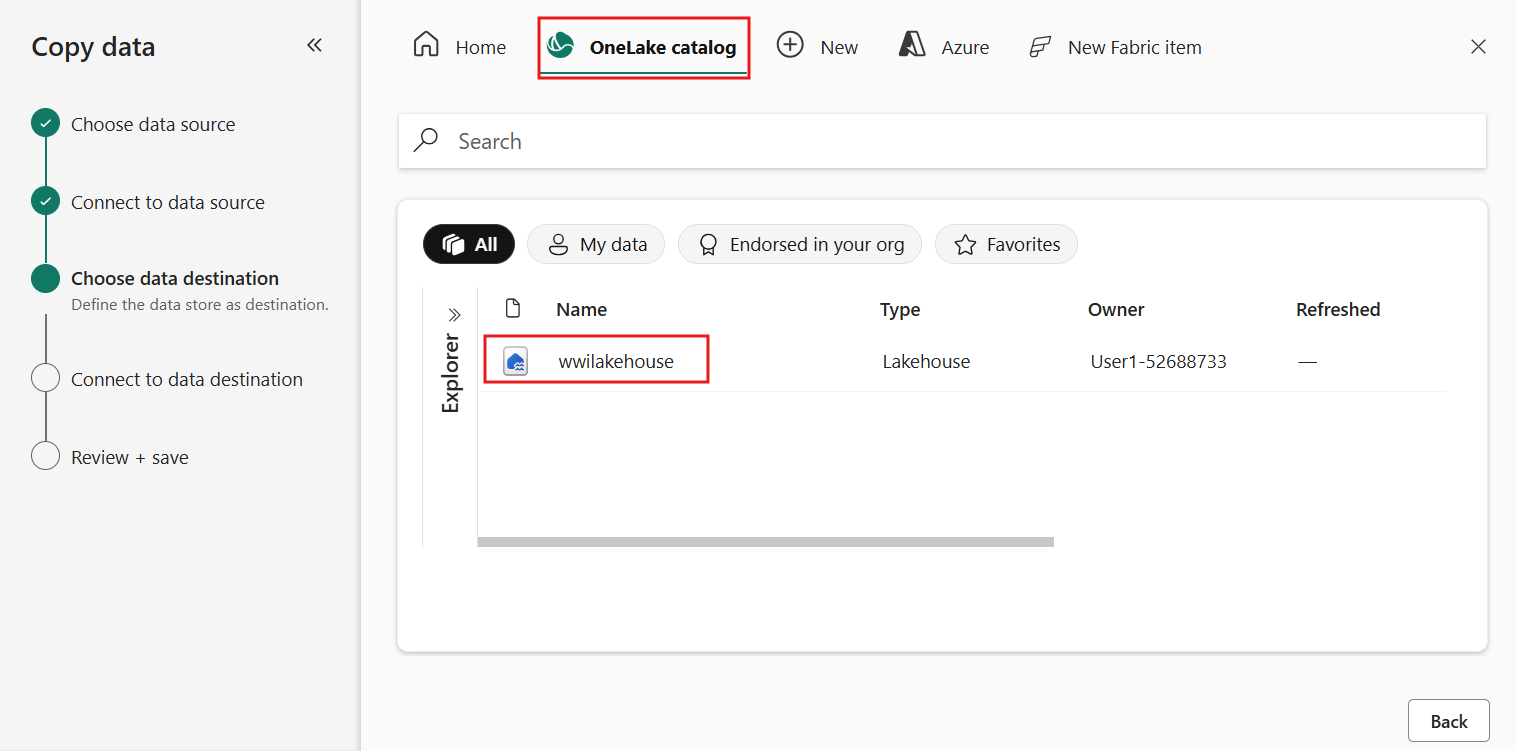 Copy data
Choose data source
Connect to data source
Choose data destination
Define the data store as destination.
Connect to data destination
Review + save
Home OneLake catalog New Azure New Fabric item
Search
All My data Endorsed in your org Favorites
Explorer
Name Type Owner Refreshed
wwilakehouse Lakehouse User1-52688733 —
Back